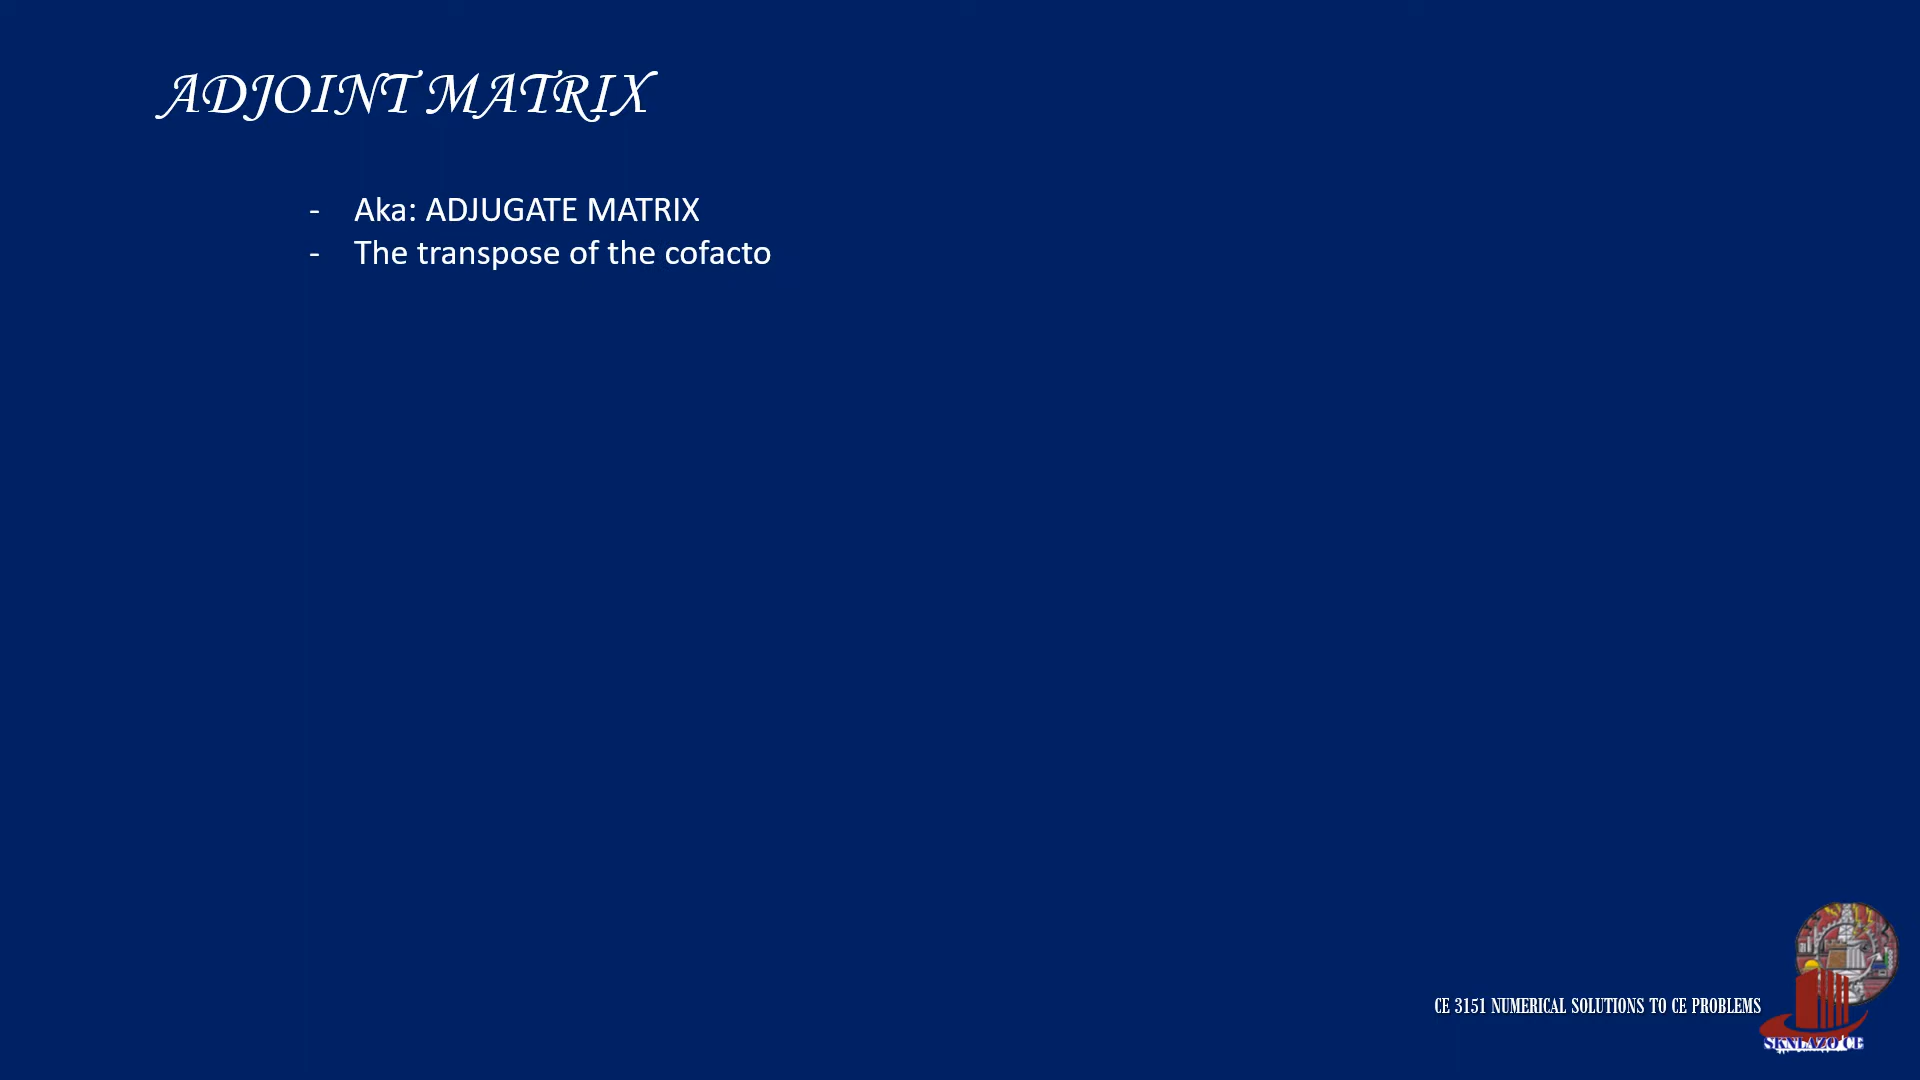 ADJOINT MATRIX
- Aka: ADJUGATE MATRIX
- The transpose of the cofacto
CE 3151 NUMERICAL SOLUTIONS TO CE PROBLEMS